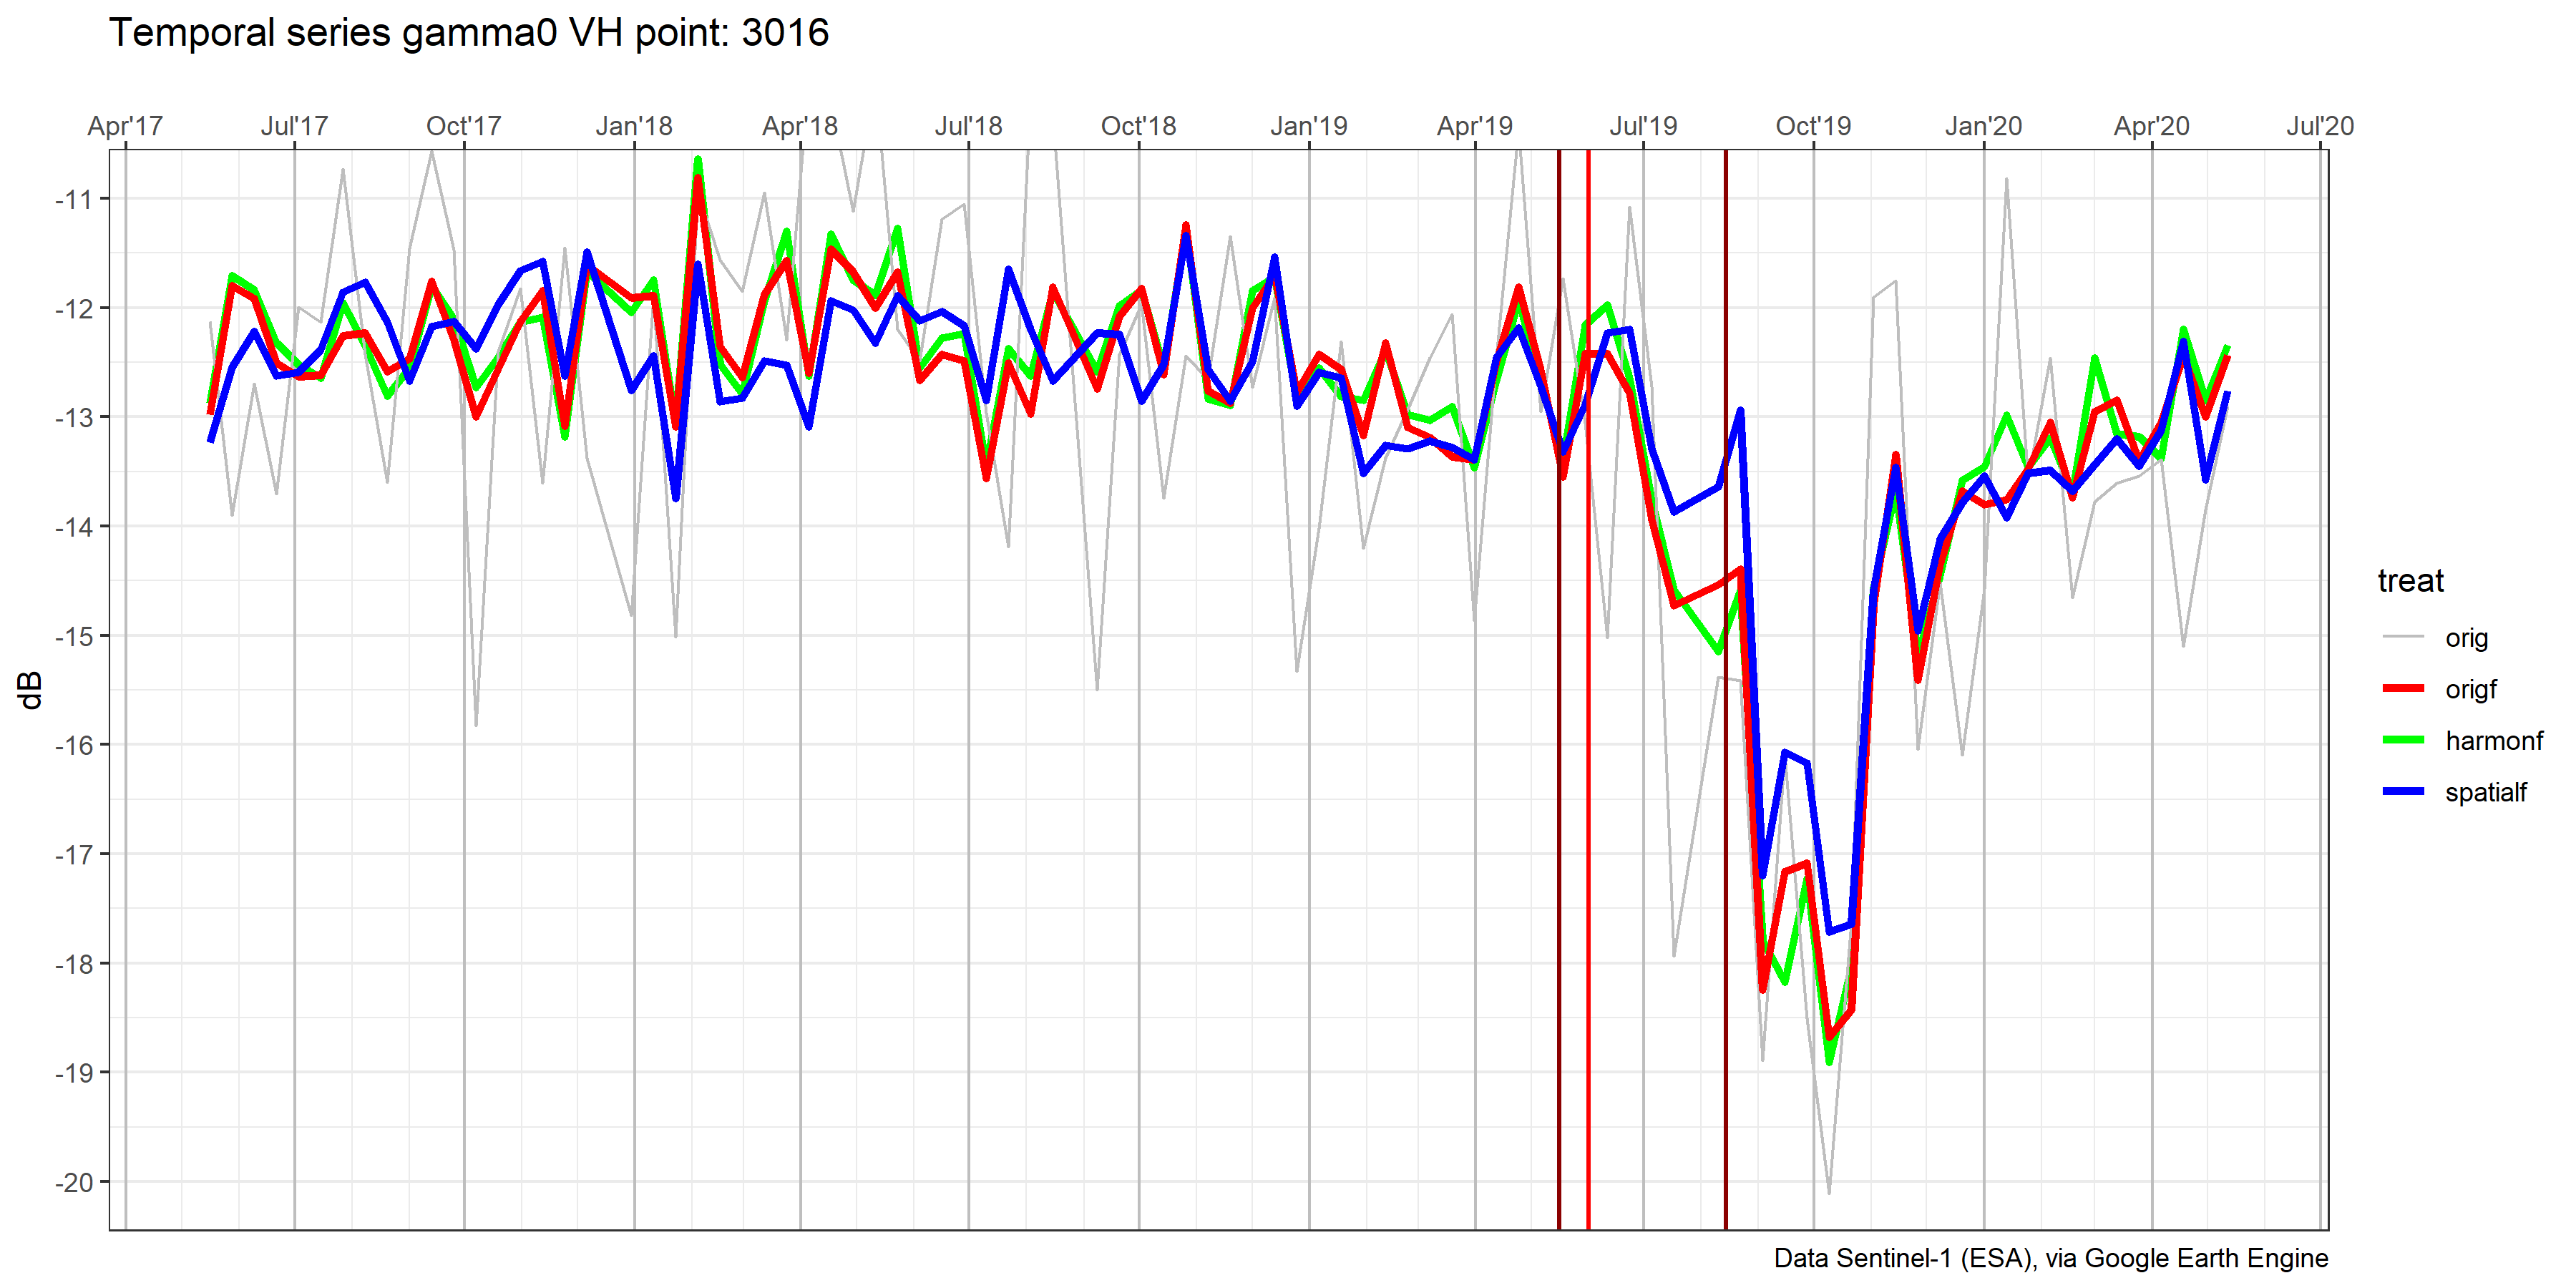 Temporal series gamma0 VH point: 3016
Apr'17 Jul'17 Oct'17 Jan'18 Apr'18 Jul'18 Oct'18 Jan'19 Apr'19 Jul'19 Oct'19 Jan'20 Apr'20 Jul'20
-11
-12
-13
-14
-15
-16
-17
-18
-19
-20
dB
treat
orig
origf
harmonf
spatialf
Data Sentinel-1 (ESA), via Google Earth Engine